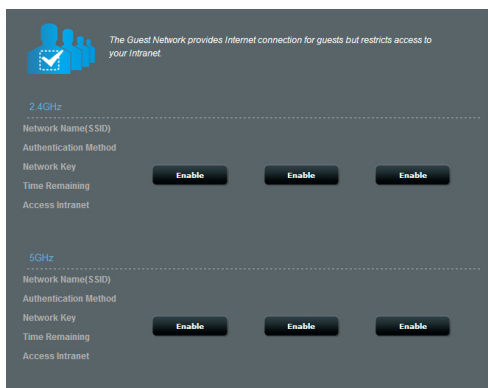 The Guest Network provides Internet connection for guests but restricts access to
your Intranet.
2.4GHz
Network Name(SSID)
Authentication Method
Network Key
Enable Enable Enable
Time Remaining
Access Intranet
5GHz
Network Name(SSID)
Authentication Method
Network Key
Enable Enable Enable
Time Remaining
Access Intranet